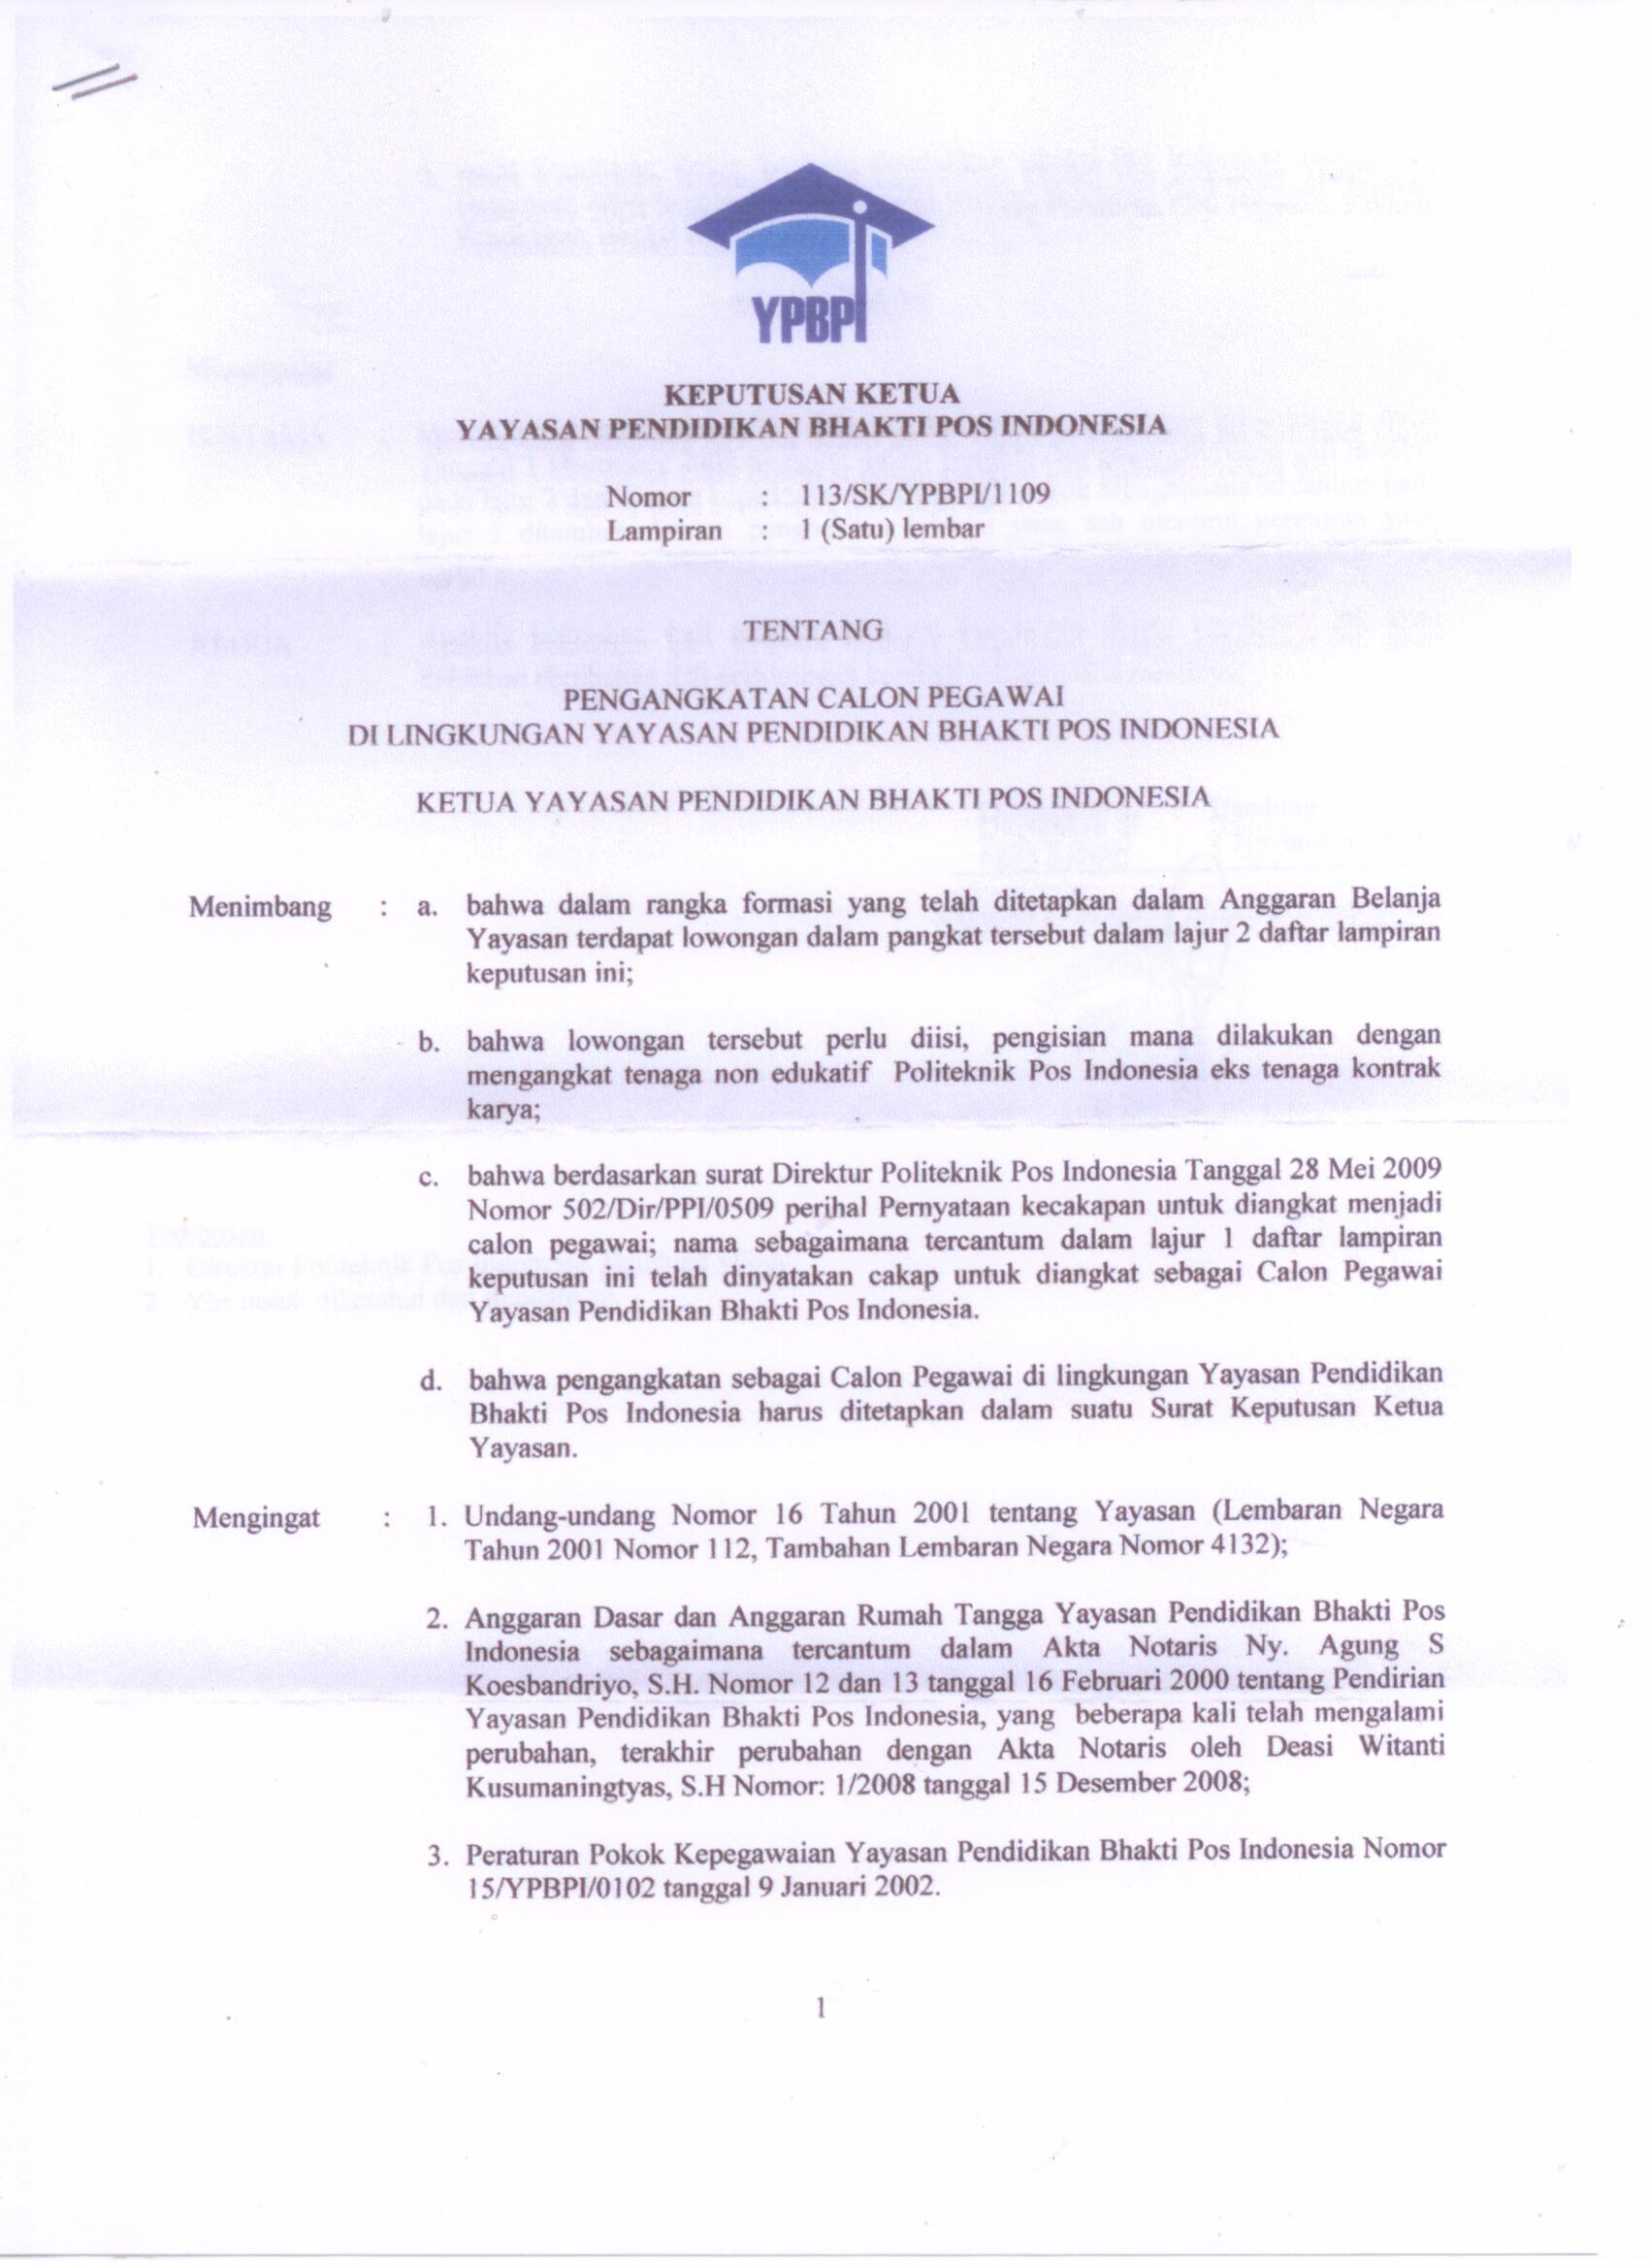 YPBPI
KEPUTUSAN KETUA
YAYASAN PENDIDIKAN BHAKTI POS INDONESIA
Nomor : 113/SK/YPBPI/1109
Lampiran : 1 (Satu) lembar
TENTANG
PENGANGKATAN CALON PEGAWAI
DI LINGKUNGAN YAYASAN PENDIDIKAN BHAKTI POS INDONESIA
KETUA YAYASAN PENDIDIKAN BHAKTI POS INDONESIA
Menimbang : a. bahwa dalam rangka formasi yang telah ditetapkan dalam Anggaran Belanja
Yayasan terdapat lowongan dalam pangkat tersebut dalam lajur 2 daftar lampiran
keputusan ini;
b. bahwa lowongan tersebut perlu diisi, pengisian mana dilakukan dengan
mengangkat tenaga non edukatif Politeknik Pos Indonesia eks tenaga kontrak
karya;
c. bahwa berdasarkan surat Direktur Politeknik Pos Indonesia Tanggal 28 Mei 2009
Nomor 502/Dir/PPI/0509 perihal Pernyataan kecakapan untuk diangkat menjadi
calon pegawai; nama sebagaimana tercantum dalam lajur 1 daftar lampiran
keputusan ini telah dinyatakan cakap untuk diangkat sebagai Calon Pegawai
Yayasan Pendidikan Bhakti Pos Indonesia.
d. bahwa pengangkatan sebagai Calon Pegawai di lingkungan Yayasan Pendidikan
Bhakti Pos Indonesia harus ditetapkan dalam suatu Surat Keputusan Ketua
Yayasan.
Mengingat : 1. Undang-undang Nomor 16 Tahun 2001 tentang Yayasan (Lembaran Negara
Tahun 2001 Nomor 112, Tambahan Lembaran Negara Nomor 4132);
2. Anggaran Dasar dan Anggaran Rumah Tangga Yayasan Pendidikan Bhakti Pos
Indonesia sebagaimana tercantum dalam Akta Notaris Ny. Agung S
Koesbandriyo, S.H. Nomor 12 dan 13 tanggal 16 Februari 2000 tentang Pendirian
Yayasan Pendidikan Bhakti Pos Indonesia, yang beberapa kali telah mengalami
perubahan, terakhir perubahan dengan Akta Notaris oleh Deasi Witanti
Kusumaningtyas, S.H Nomor: 1/2008 tanggal 15 Desember 2008;
3. Peraturan Pokok Kepegawaian Yayasan Pendidikan Bhakti Pos Indonesia Nomor
15/YPBPI/0102 tanggal 9 Januari 2002.
1